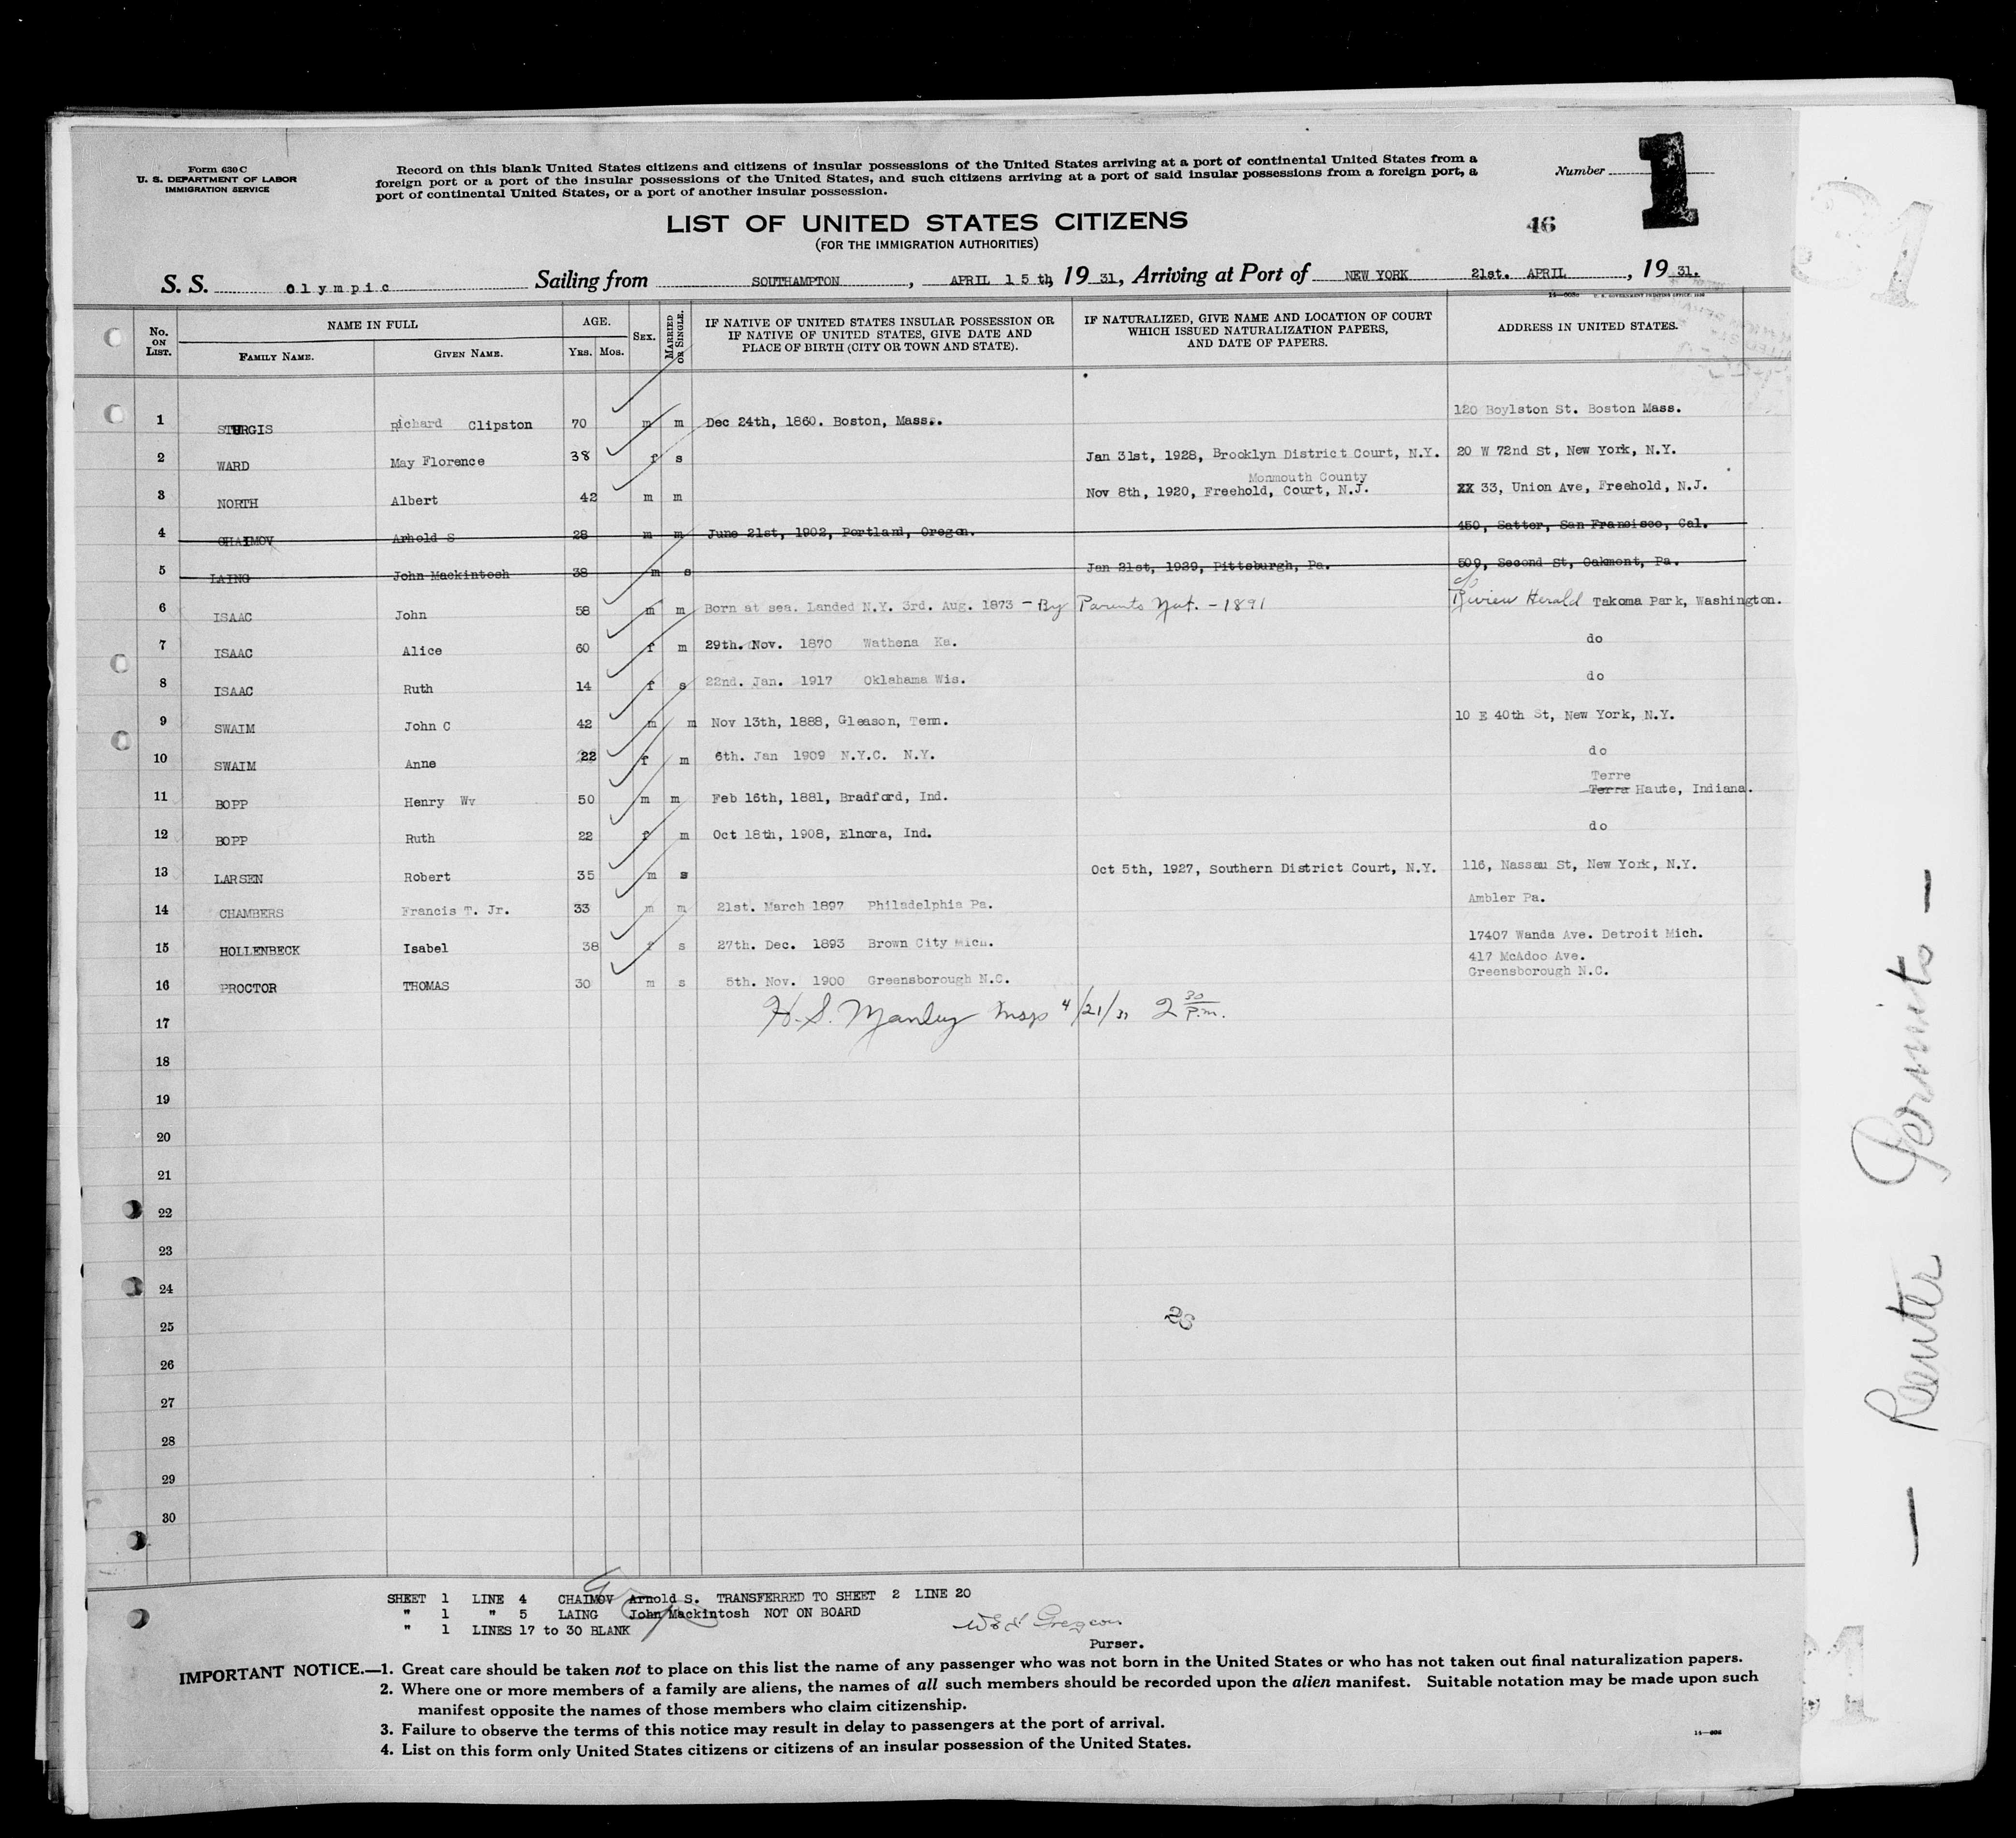 Form 630 C
U. S. DEPARTMENT OF LABOR
IMMIGRATION SERVICE
Record on this blank United States citizens and citizens of insular possessions of the United States arriving at a port of continental United States from a
foreign port or a port of the insular possessions of the United States, and such citizens arriving at a port of said insular possessions from a foreign port, a
port of continental United States, or a port of another insular possession.
Number 1
LIST OF UNITED STATES CITIZENS
46
(FOR THE IMMIGRATION AUTHORITIES)
S. S. Olympic Sailing from SOUTHAMPTON, APRIL 15th, 1931, Arriving at Port of NEW YORK 21st. APRIL, 1931.
No. ON LIST. NAME IN FULL FAMILY NAME. GIVEN NAME. AGE. YRS. MOS. SEX. MARRIED OR SINGLE. IF NATIVE OF UNITED STATES INSULAR POSSESSION OR IF NATIVE OF UNITED STATES, GIVE DATE AND PLACE OF BIRTH (CITY OR TOWN AND STATE). IF NATURALIZED, GIVE NAME AND LOCATION OF COURT WHICH ISSUED NATURALIZATION PAPERS, AND DATE OF PAPERS. ADDRESS IN UNITED STATES.
1 STURGIS Richard Clipston 70 m m Dec 24th, 1860. Boston, Mass.. 120 Boylston St. Boston Mass.
2 WARD May Florence 38 f s Jan 31st, 1928, Brooklyn District Court, N.Y. 20 W 72nd St, New York, N.Y.
Monmouth County
3 NORTH Albert 42 m m Nov 8th, 1920, Freehold, Court, N.J. XX 33, Union Ave, Freehold, N.J.
4 CHAIMOV Arnold S 28 m m June 21st, 1902, Portland, Oregon. 450, Satter, San Francisco, Cal.
5 LAING John Mackintosh 38 m s Jan 21st, 1929, Pittsburgh, Pa. 509, Second St, Oakmont, Pa.
6 ISAAC John 58 m m Born at sea. Landed N.Y. 3rd. Aug. 1873 - By Parents Nat. - 1891 Review Herald Takoma Park, Washington.
7 ISAAC Alice 60 f m 29th. Nov. 1870 Wathena Ka. do
8 ISAAC Ruth 14 f s 22nd. Jan. 1917 Oklahama Wis. do
9 SWAIM John C 42 m m Nov 13th, 1888, Gleason, Tenn. 10 E 40th St, New York, N.Y.
10 SWAIM Anne 22 f m 6th. Jan 1909 N.Y.C. N.Y. do
Terre
11 BOPP Henry Wv 50 m m Feb 16th, 1881, Bradford, Ind. Terra Haute, Indiana.
12 BOPP Ruth 22 f m Oct 18th, 1908, Elnora, Ind. do
13 LARSEN Robert 35 m s Oct 5th, 1927, Southern District Court, N.Y. 116, Nassau St, New York, N.Y.
14 CHAMBERS Francis T. Jr. 33 m m 21st. March 1897 Philadelphia Pa. Ambler Pa.
15 HOLLENBECK Isabel 38 f s 27th. Dec. 1893 Brown City Mich. 17407 Wanda Ave. Detroit Mich.
417 McAdoo Ave.
16 PROCTOR THOMAS 30 m s 5th. Nov. 1900 Greensborough N.C. Greensborough N.C.
H. S. Manley Insp 4/21/31 2 30 P.m.
17
18
19
20
21
22
23
24
25
26
27
28
29
30
SHEET 1 LINE 4 CHAIMOV Arnold S. TRANSFERRED TO SHEET 2 LINE 20
" 1 " 5 LAING John Mackintosh NOT ON BOARD
" 1 LINES 17 to 30 BLANK
Purser.
IMPORTANT NOTICE.—1. Great care should be taken not to place on this list the name of any passenger who was not born in the United States or who has not taken out final naturalization papers.
2. Where one or more members of a family are aliens, the names of all such members should be recorded upon the alien manifest. Suitable notation may be made upon such
manifest opposite the names of those members who claim citizenship.
3. Failure to observe the terms of this notice may result in delay to passengers at the port of arrival.
4. List on this form only United States citizens or citizens of an insular possession of the United States.
— Reenter Permits —